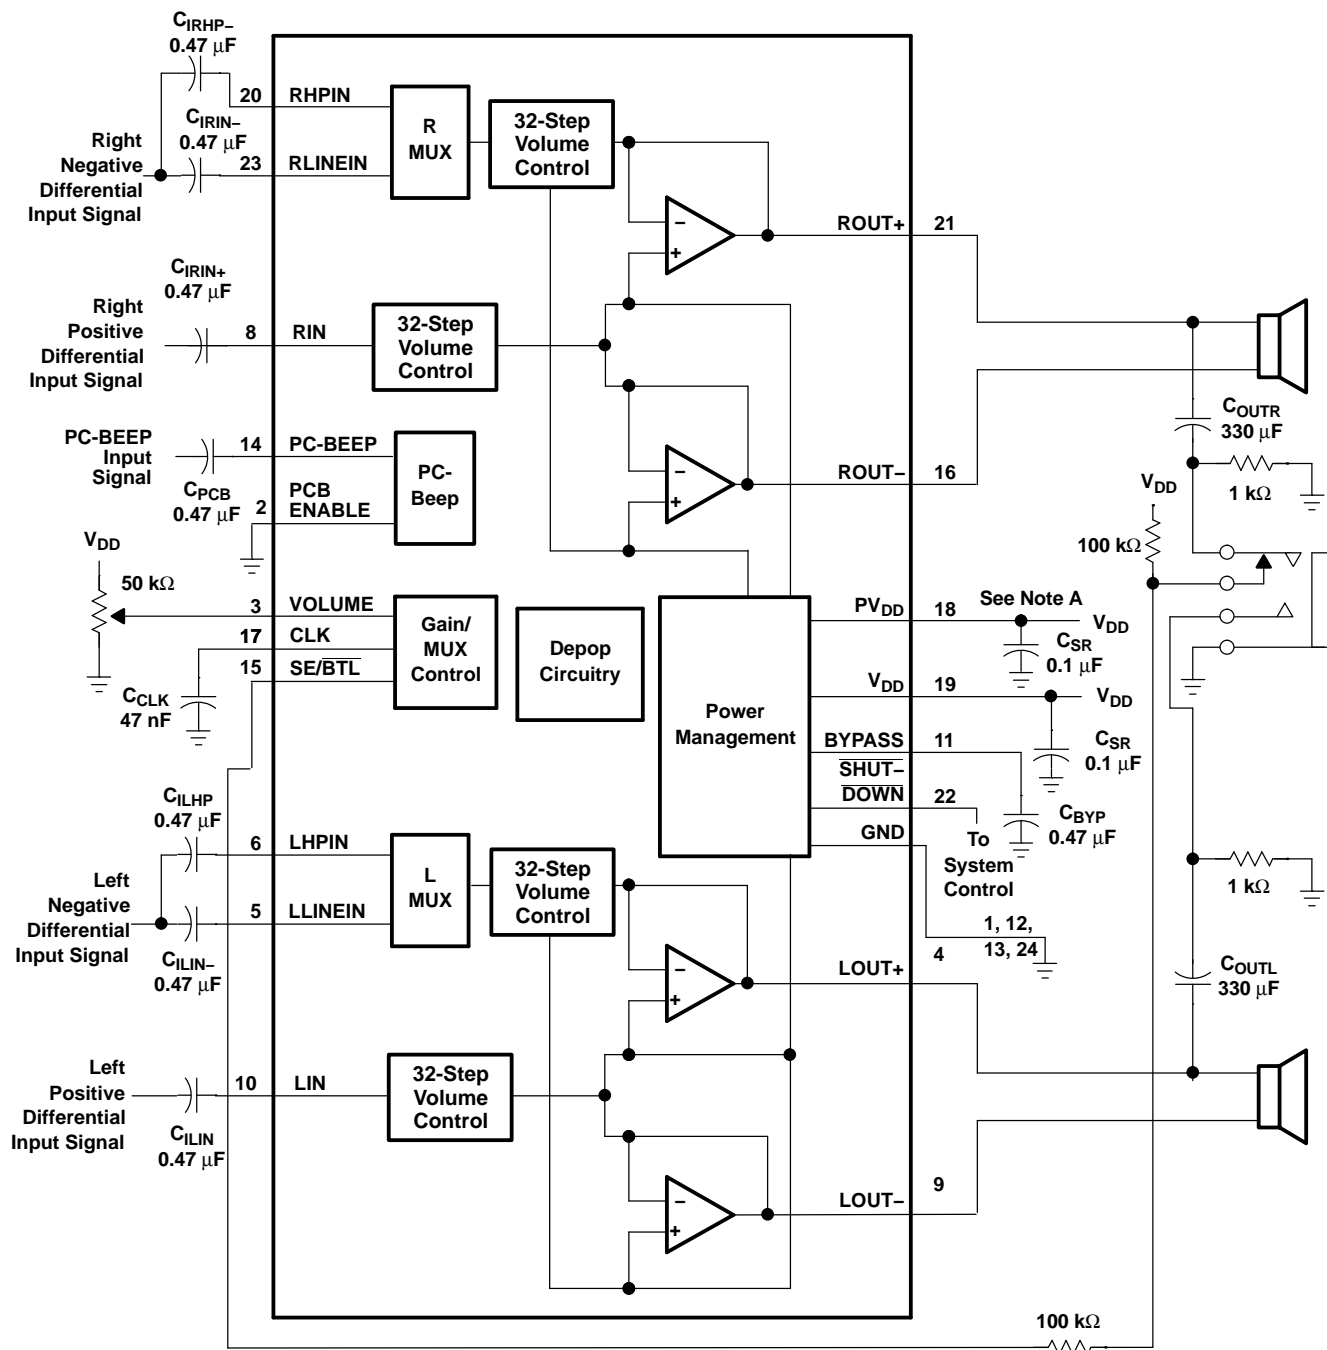 CIRHP–
0.47 µF
20
RHPIN
CIRIN–
0.47 µF
23
RLINEIN
Right
Negative
Differential
Input Signal
R
MUX
32-Step
Volume
Control
–
+
ROUT+
21
CIRIN+
0.47 µF
Right
Positive
Differential
Input Signal
8
RIN
32-Step
Volume
Control
–
+
ROUT–
16
COUTR
330 µF
1 kΩ
VDD
100 kΩ
PC-BEEP
Input
Signal
14
PC-BEEP
CPCB
0.47 µF
2
PCB
ENABLE
PC-
Beep
VDD
50 kΩ
3
VOLUME
17
CLK
15
SE/BTL
CCLK
47 nF
Gain/
MUX
Control
Depop
Circuitry
Power
Management
PVDD
18
See Note A
VDD
CSR
0.1 µF
VDD
19
VDD
CSR
0.1 µF
BYPASS
11
CBYP
0.47 µF
SHUT–
DOWN
22
To
System
Control
GND
1, 12,
13, 24
CILHP
0.47 µF
6
LHPIN
Left
Negative
Differential
Input Signal
5
LLINEIN
CILIN–
0.47 µF
L
MUX
32-Step
Volume
Control
–
+
LOUT+
4
1 kΩ
COUTL
330 µF
Left
Positive
Differential
Input Signal
10
LIN
CILIN
0.47 µF
32-Step
Volume
Control
–
+
LOUT–
9
100 kΩ